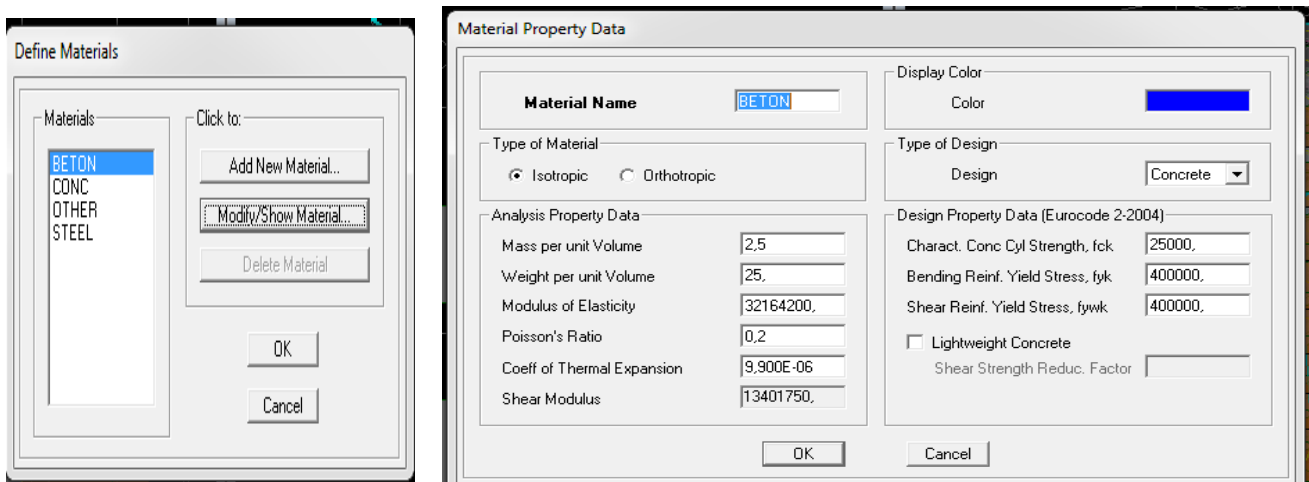 Define Materials
Materials
BETON
CONC
OTHER
STEEL
Click to:
Add New Material...
Modify/Show Material...
Delete Material
OK
Cancel
Material Property Data
Material Name BETON
Display Color
Color
Type of Material
Isotropic Orthotropic
Type of Design
Design Concrete
Analysis Property Data
Mass per unit Volume 2,5
Weight per unit Volume 25,
Modulus of Elasticity 32164200,
Poisson's Ratio 0,2
Coeff of Thermal Expansion 9,900E-06
Shear Modulus 13401750,
Design Property Data (Eurocode 2-2004)
Charact. Conc Cyl Strength, fck 25000,
Bending Reinf. Yield Stress, fyk 400000,
Shear Reinf. Yield Stress, fywk 400000,
Lightweight Concrete
Shear Strength Reduc. Factor
OK Cancel